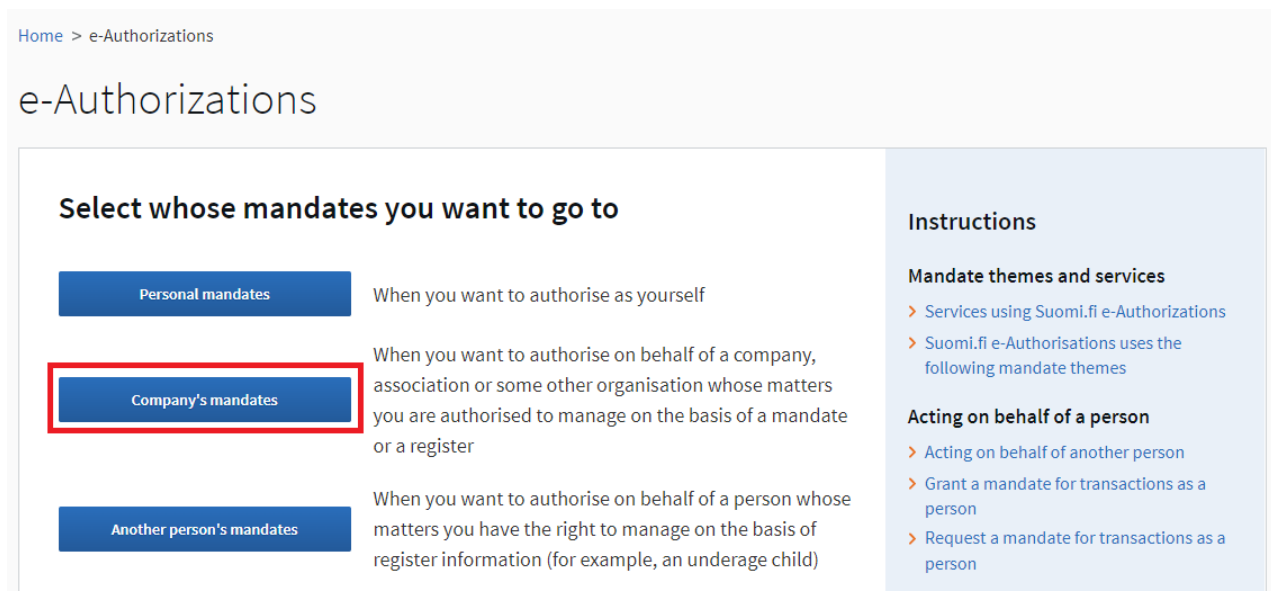 Home > e-Authorizations
e-Authorizations
Select whose mandates you want to go to
Personal mandates
When you want to authorise as yourself
Company's mandates
When you want to authorise on behalf of a company,
association or some other organisation whose matters
you are authorised to manage on the basis of a mandate
or a register
Another person's mandates
When you want to authorise on behalf of a person whose
matters you have the right to manage on the basis of
register information (for example, an underage child)
Instructions
Mandate themes and services
Services using Suomi.fi e-Authorizations
Suomi.fi e-Authorisations uses the
following mandate themes
Acting on behalf of a person
Acting on behalf of another person
Grant a mandate for transactions as a
person
Request a mandate for transactions as a
person